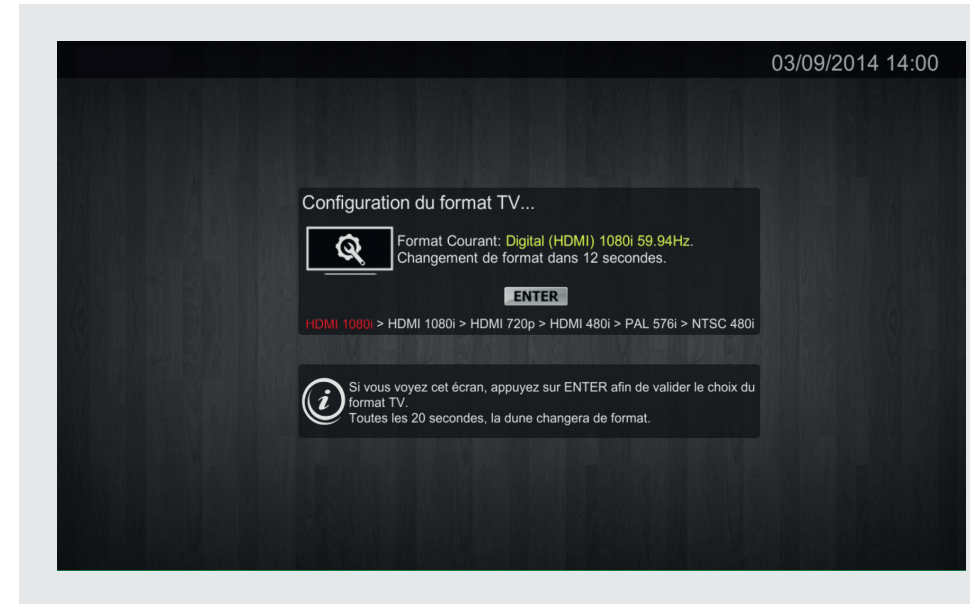 03/09/2014 14:00
Configuration du format TV...
Format Courant: Digital (HDMI) 1080i 59.94Hz.
Changement de format dans 12 secondes.
ENTER
HDMI 1080i > HDMI 1080i > HDMI 720p > HDMI 480i > PAL 576i > NTSC 480i
Si vous voyez cet écran, appuyez sur ENTER afin de valider le choix du
format TV.
Toutes les 20 secondes, la dune changera de format.